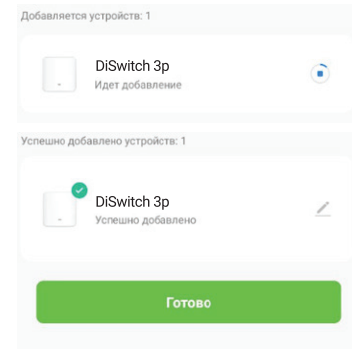 Добавляется устройств: 1
DiSwitch 3p
Идет добавление
Успешно добавлено устройств: 1
DiSwitch 3p
Успешно добавлено
Готово